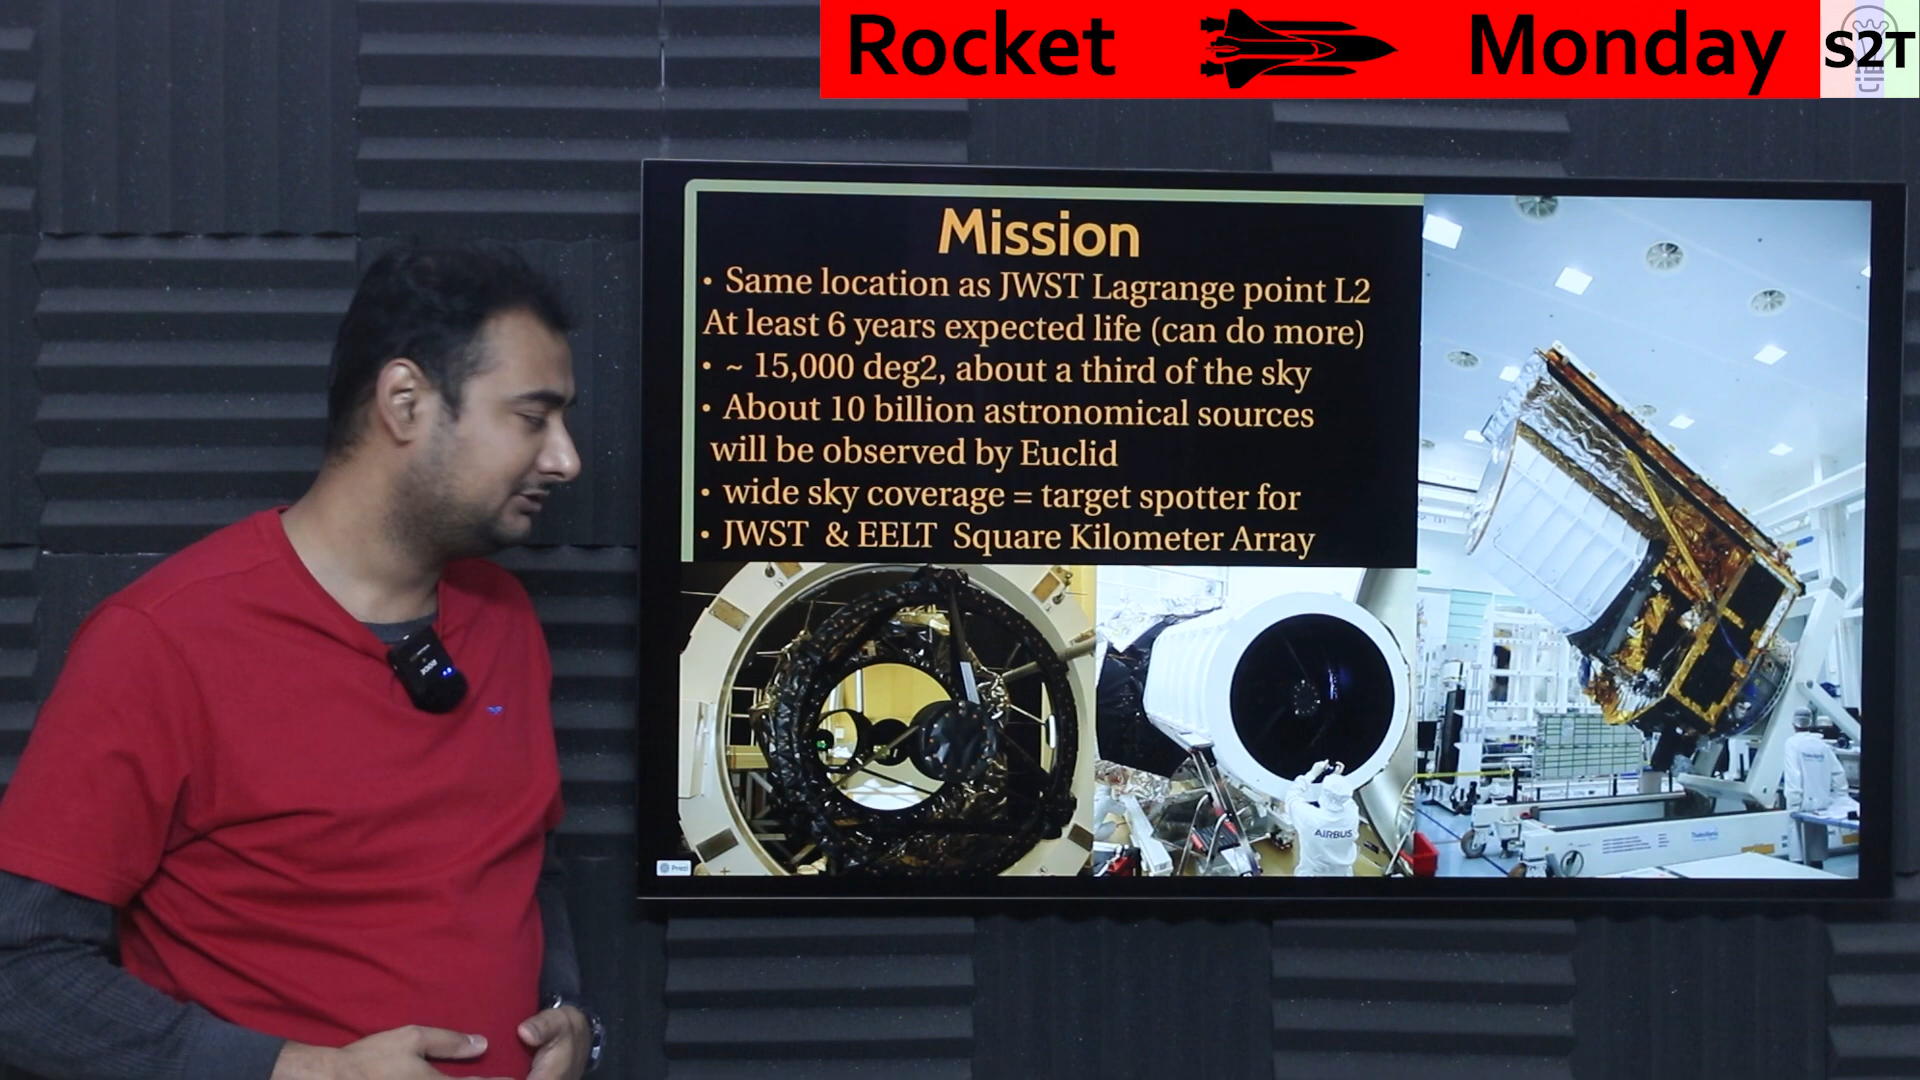 Rocket Monday
S2T
Mission
• Same location as JWST Lagrange point L2
At least 6 years expected life (can do more)
• ~ 15,000 deg2, about a third of the sky
• About 10 billion astronomical sources
will be observed by Euclid
• wide sky coverage = target spotter for
• JWST & EELT Square Kilometer Array
AIRBUS
Prezi